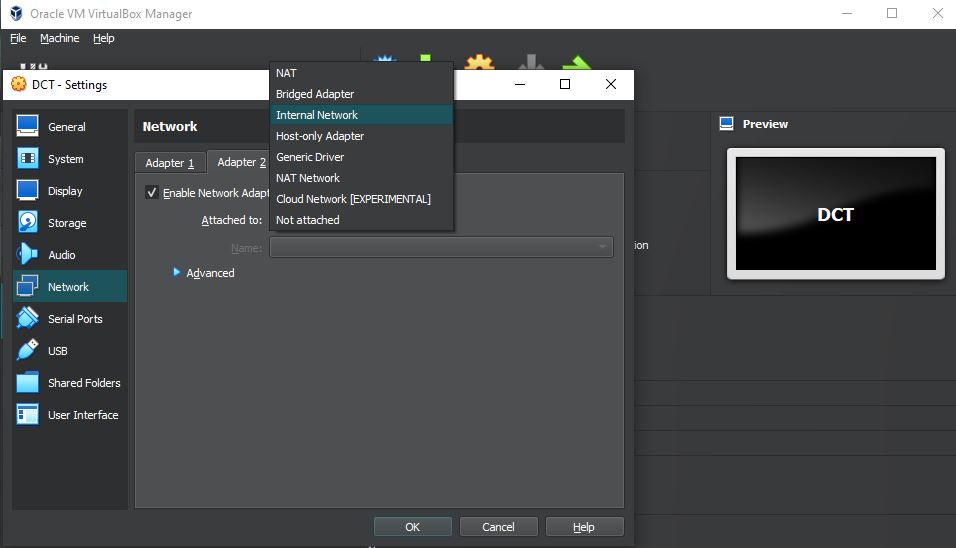 Oracle VM VirtualBox Manager
File Machine Help
DCT - Settings
General
System
Display
Storage
Audio
Network
Serial Ports
USB
Shared Folders
User Interface
Network
Adapter 1 Adapter 2
Enable Network Adapt
Attached to:
Name:
Advanced
NAT
Bridged Adapter
Internal Network
Host-only Adapter
Generic Driver
NAT Network
Cloud Network [EXPERIMENTAL]
Not attached
OK Cancel Help
Preview
DCT
ion